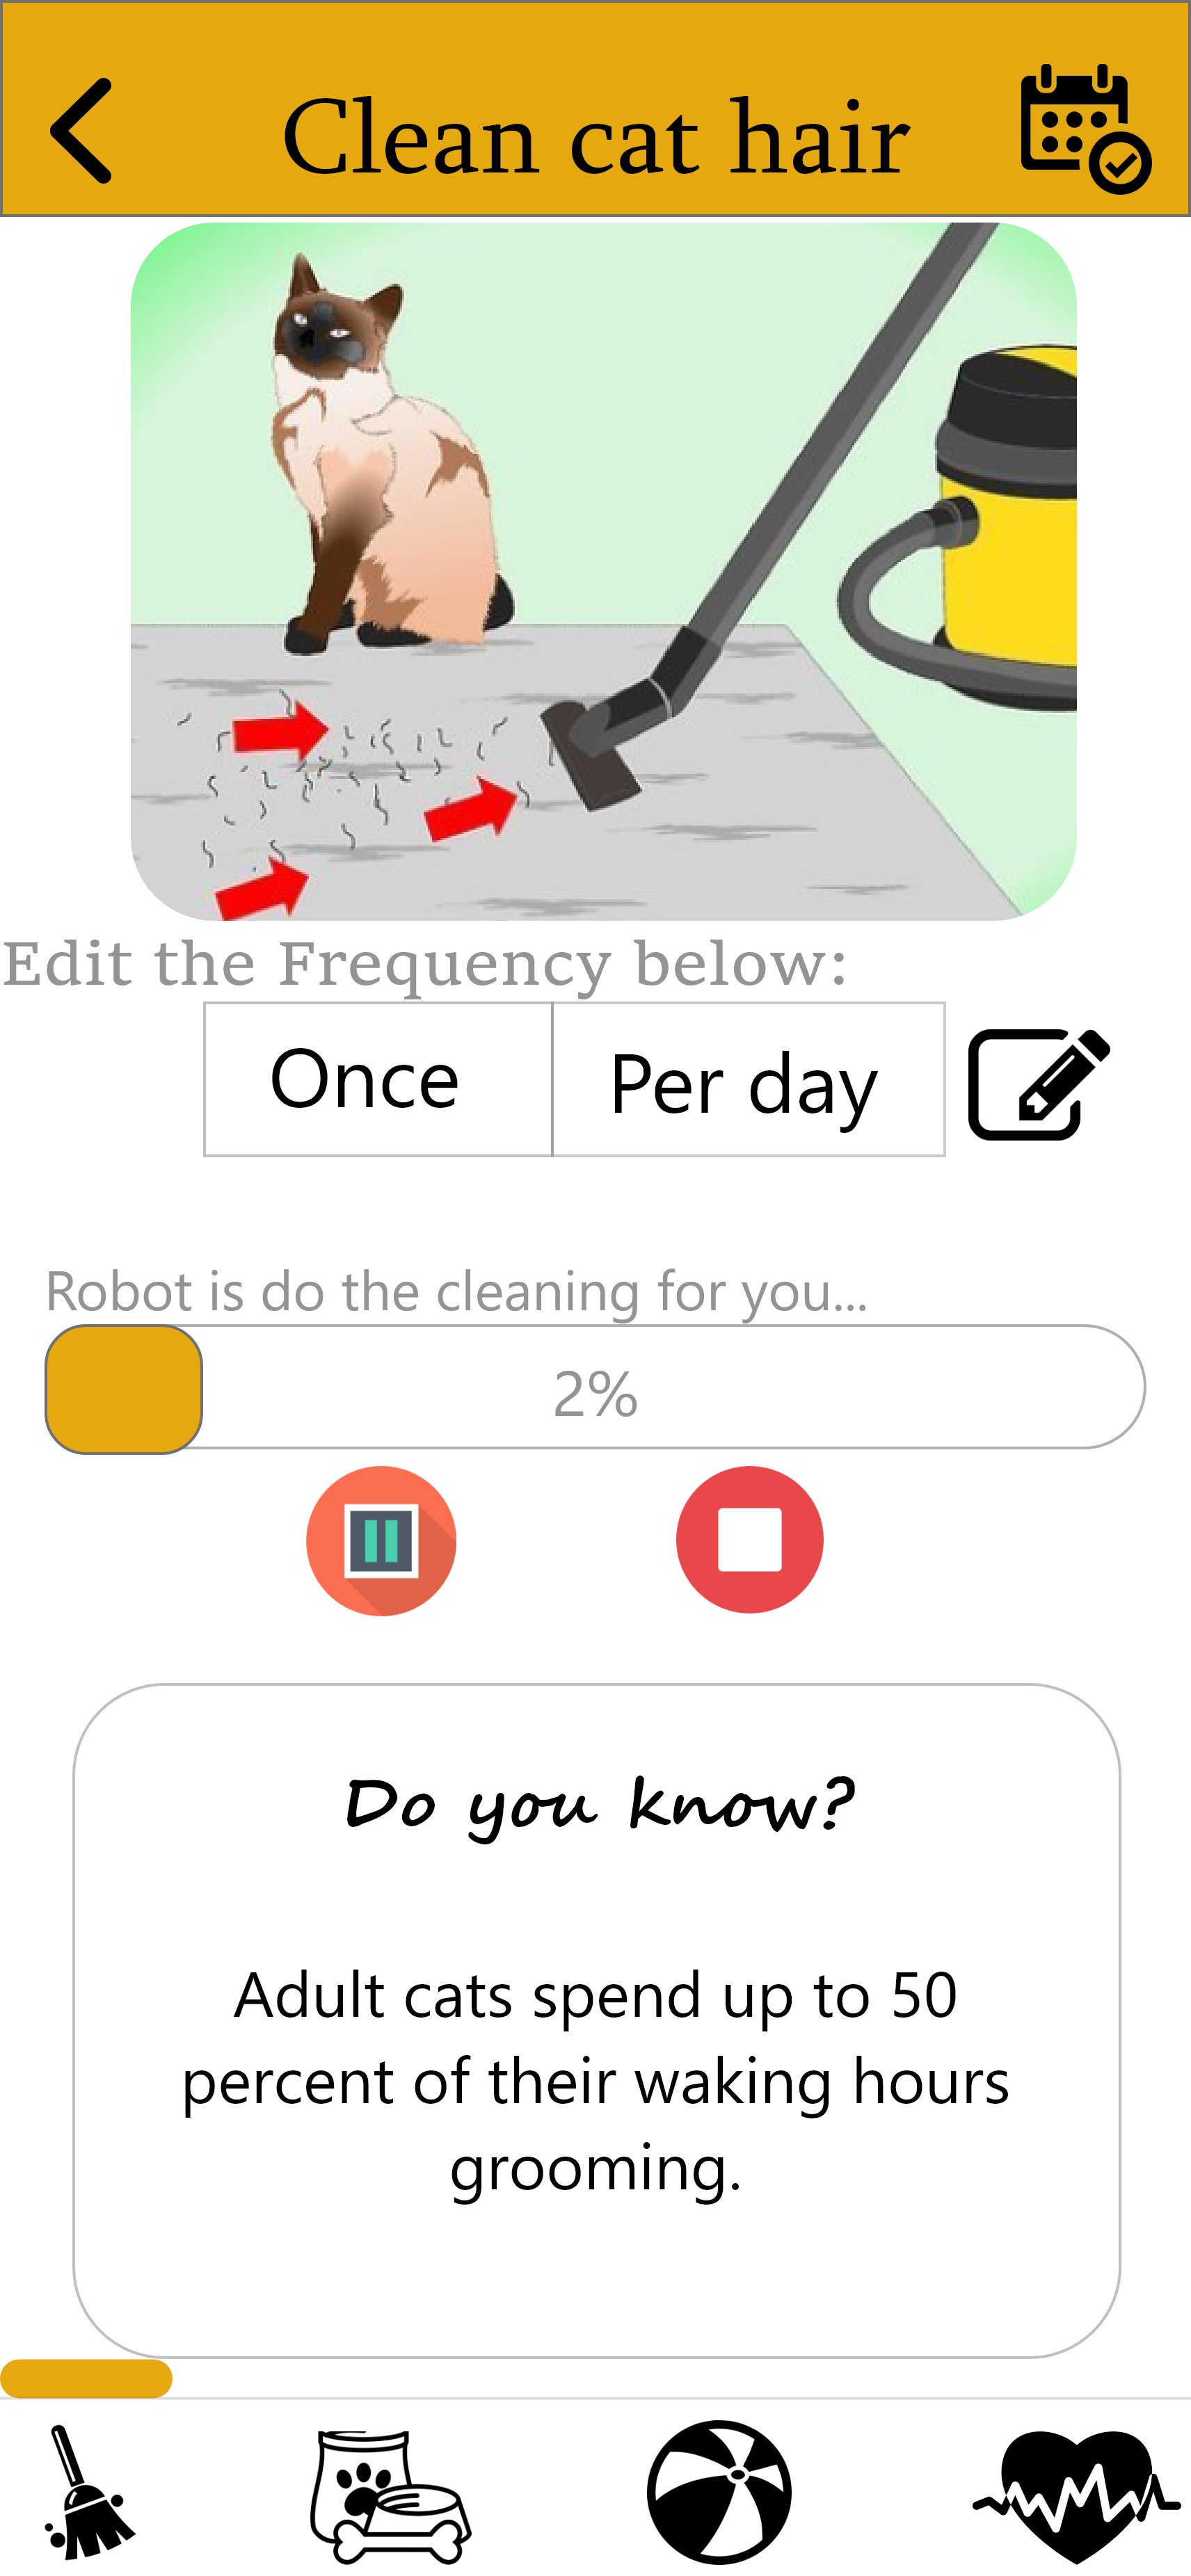 Clean cat hair
Edit the Frequency below:
Once
Per day
Robot is do the cleaning for you...
2%
Do you know?
Adult cats spend up to 50
percent of their waking hours
grooming.